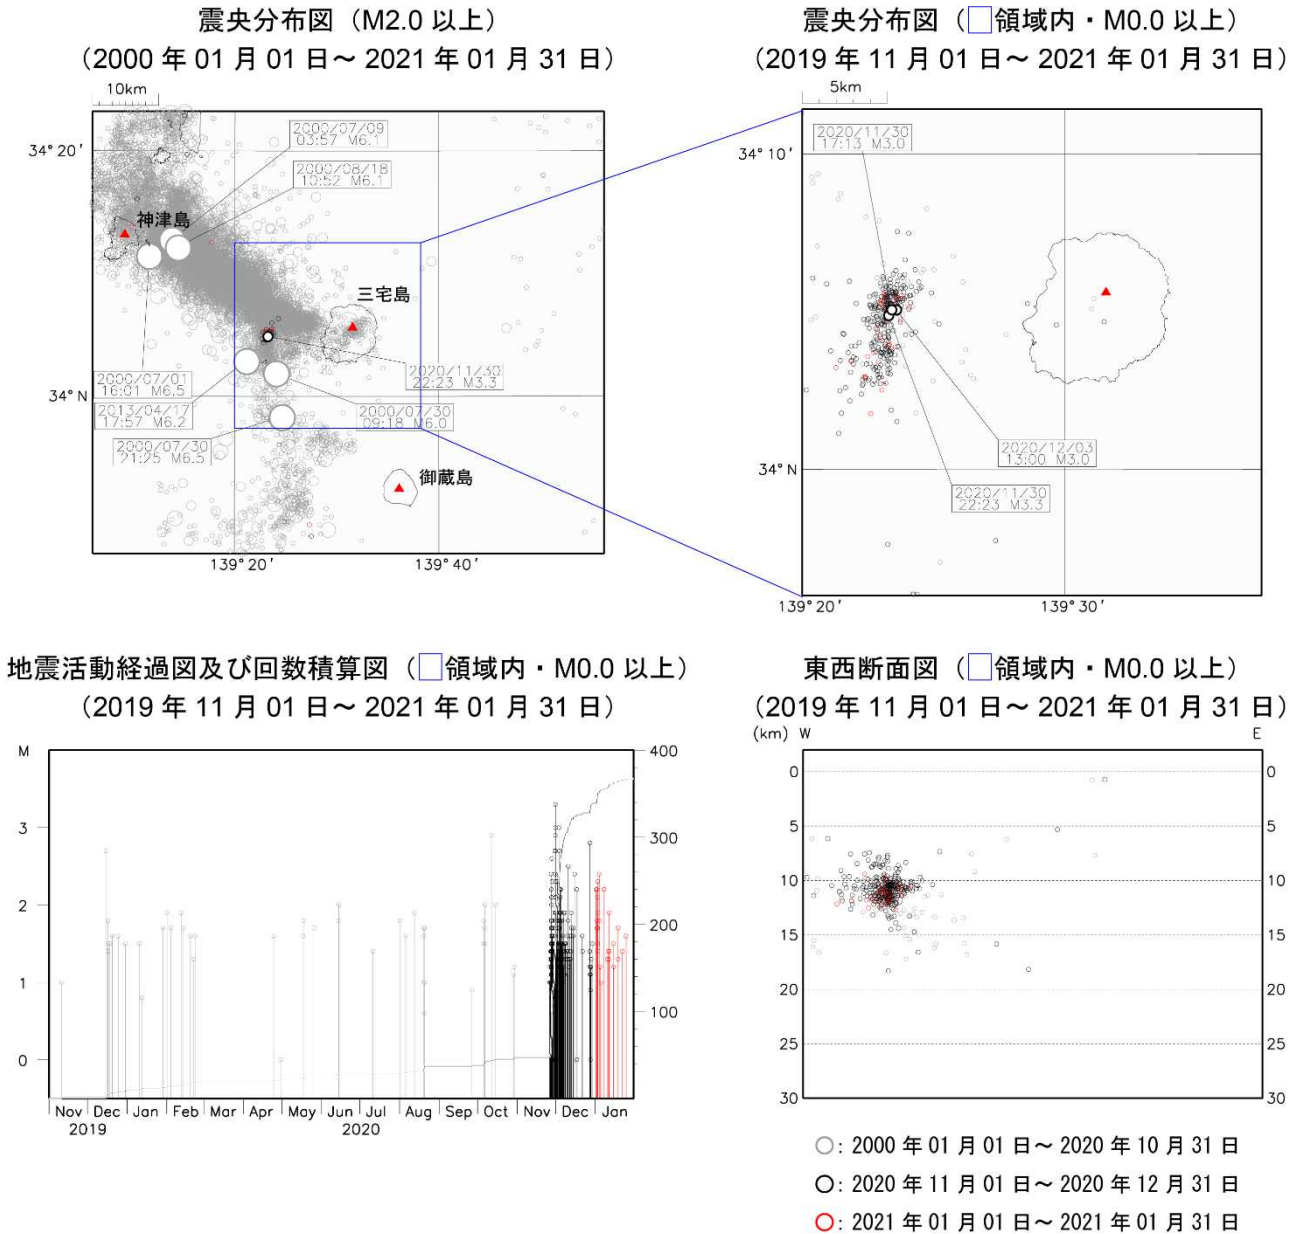 震央分布図（M2.0 以上）
（2000 年 01 月 01 日～ 2021 年 01 月 31 日）
10km
34°20′
34°N
139°20′
139°40′
2000/07/09
03:57 M6.1
2000/08/18
10:52 M6.1
神津島
三宅島
御蔵島
2000/07/01
16:01 M6.5
2013/04/17
17:57 M6.2
2000/07/30
21:25 M6.5
2020/11/30
22:23 M3.3
2000/07/30
09:18 M6.0
震央分布図（□領域内・M0.0 以上）
（2019 年 11 月 01 日～ 2021 年 01 月 31 日）
5km
34°10′
34°N
139°20′
139°30′
2020/11/30
17:13 M3.0
2020/12/03
13:00 M3.0
2020/11/30
22:23 M3.3
地震活動経過図及び回数積算図（□領域内・M0.0 以上）
（2019 年 11 月 01 日～ 2021 年 01 月 31 日）
M
3
2
1
0
400
300
200
100
Nov Dec Jan Feb Mar Apr May Jun Jul Aug Sep Oct Nov Dec Jan
2019 2020
東西断面図（□領域内・M0.0 以上）
（2019 年 11 月 01 日～ 2021 年 01 月 31 日）
(km) W E
0 0
5 5
10 10
15 15
20 20
25 25
30 30
○: 2000 年 01 月 01 日～ 2020 年 10 月 31 日
○: 2020 年 11 月 01 日～ 2020 年 12 月 31 日
○: 2021 年 01 月 01 日～ 2021 年 01 月 31 日